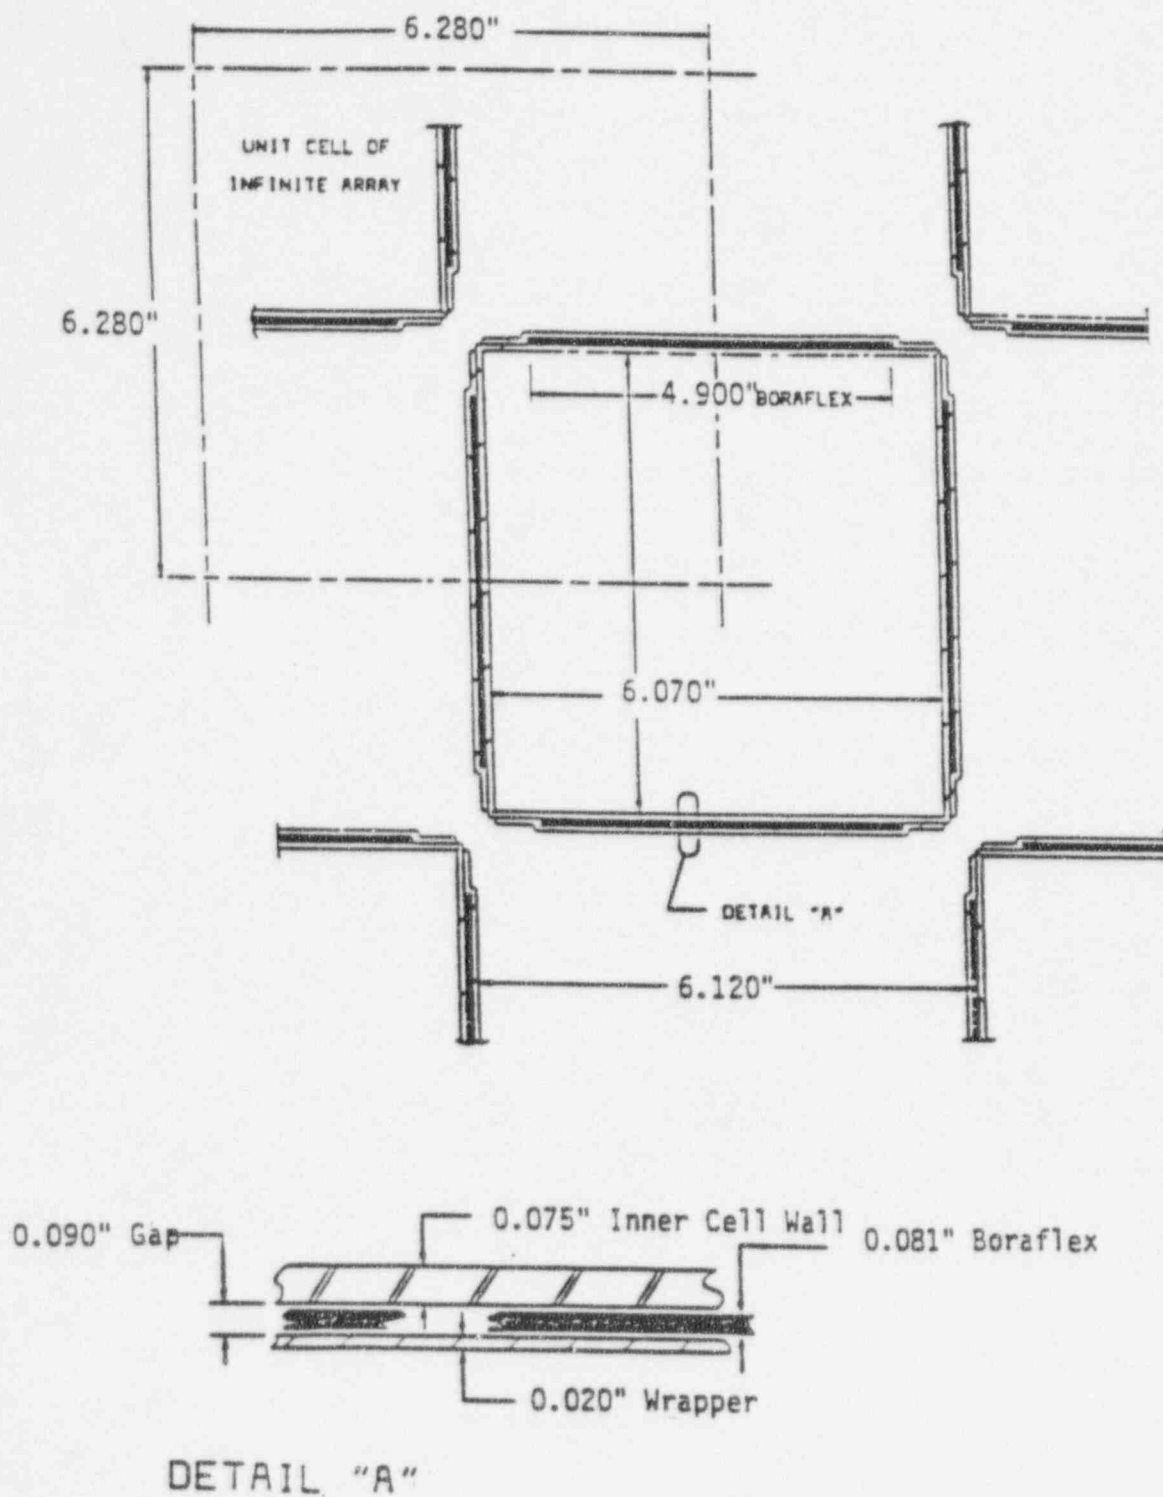 6.280"
UNIT CELL OF
INFINITE ARRAY
6.280"
4.900" BORAFLEX
6.070"
DETAIL "A"
6.120"
0.090" Gap
0.075" Inner Cell Wall
0.081" Boraflex
0.020" Wrapper
DETAIL "A"